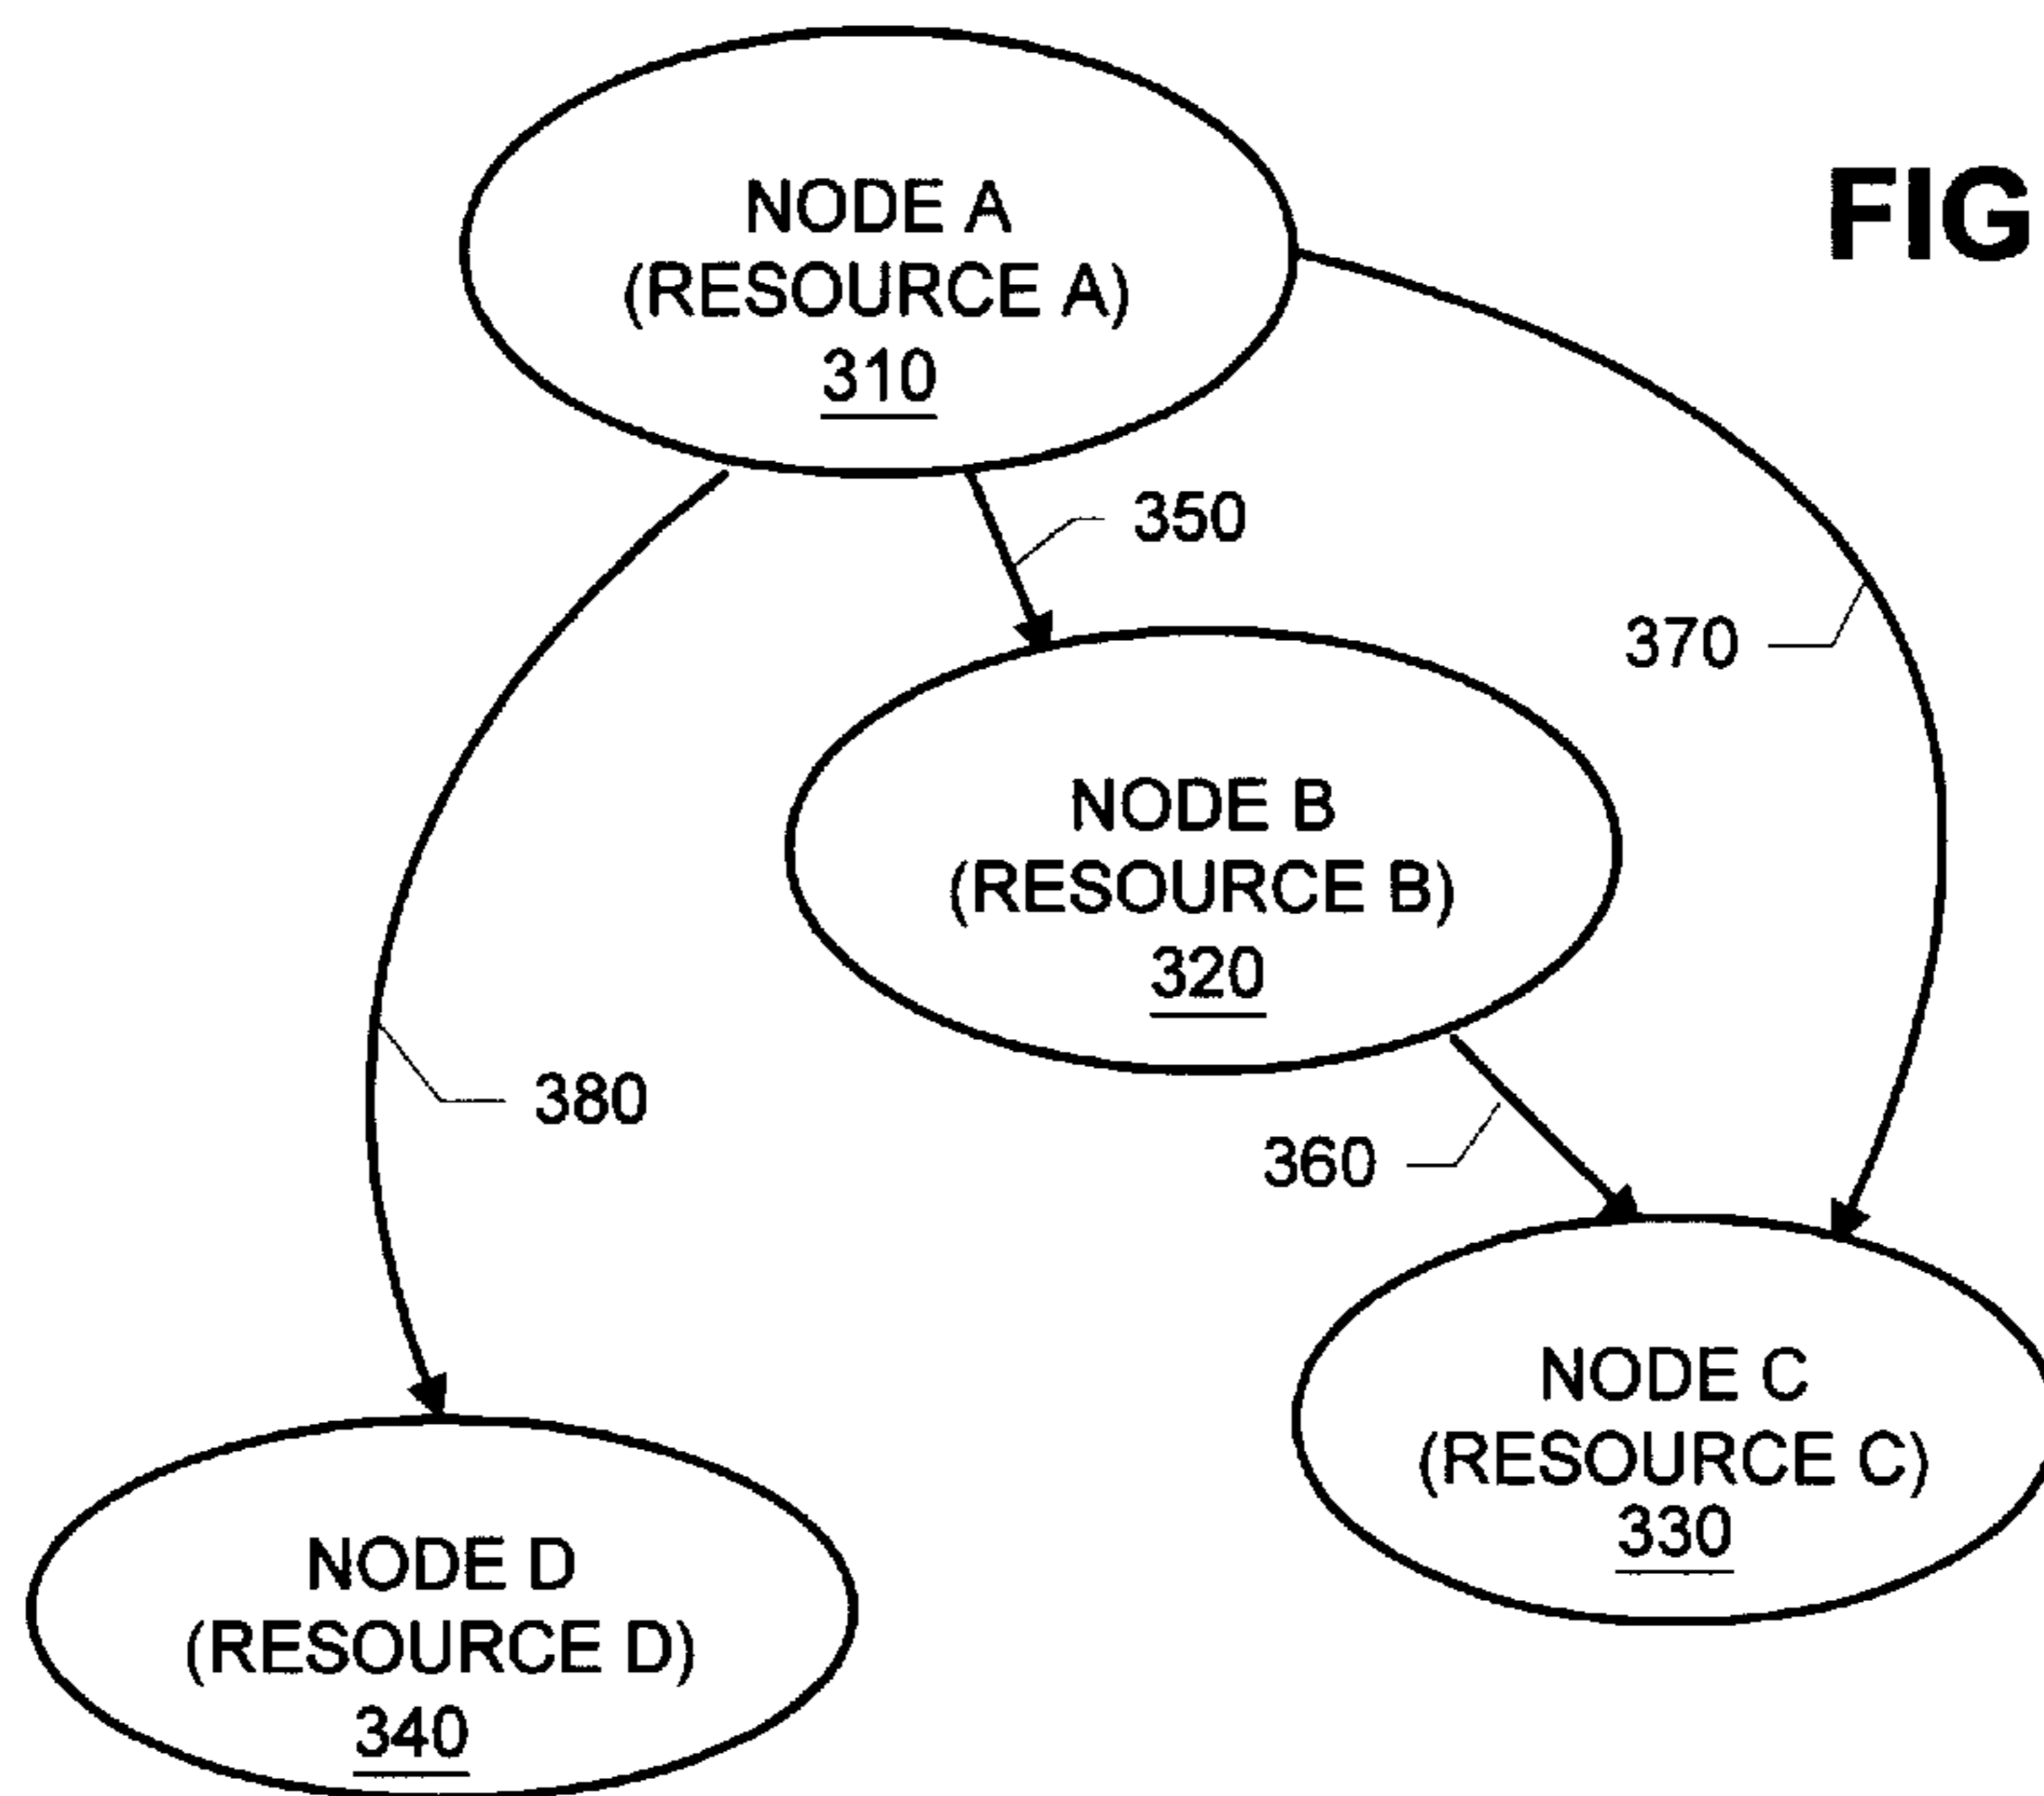 FIG
NODE A
(RESOURCE A)
310
350
370
NODE B
(RESOURCE B)
320
380
360
NODE C
(RESOURCE C)
330
NODE D
(RESOURCE D)
340